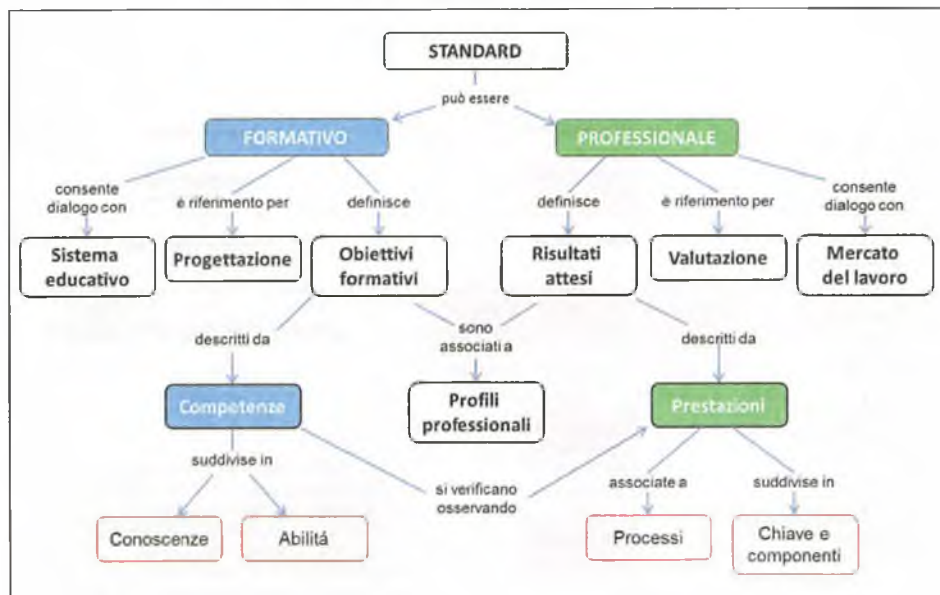 STANDARD
può essere
FORMATIVO
PROFESSIONALE
consente
dialogo con
è riferimento per
definisce
definisce
è riferimento per
consente
dialogo con
Sistema
educativo
Progettazione
Obiettivi
formativi
Risultati
attesi
Valutazione
Mercato
del lavoro
descritti da
sono
associati a
descritti da
Competenze
Profili
professionali
Prestazioni
suddivise in
si verificano
osservando
associate a
suddivise in
Conoscenze
Abilitá
Processi
Chiave e
componenti